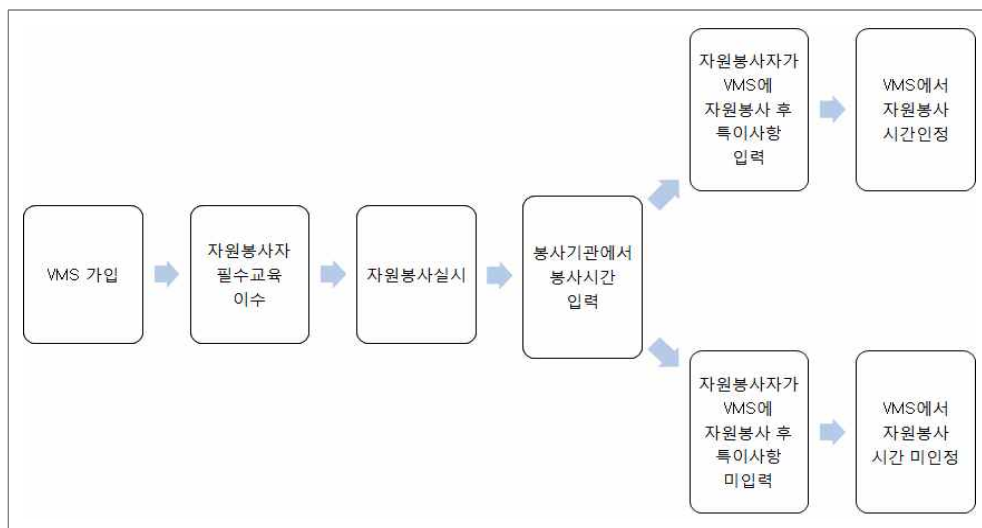 VMS 가입
자원봉사자
필수교육
이수
자원봉사실시
봉사기관에서
봉사시간
입력
자원봉사자가
VMS에
자원봉사 후
특이사항
입력
VMS에서
자원봉사
시간인정
자원봉사자가
VMS에
자원봉사 후
특이사항
미입력
VMS에서
자원봉사
시간 미인정